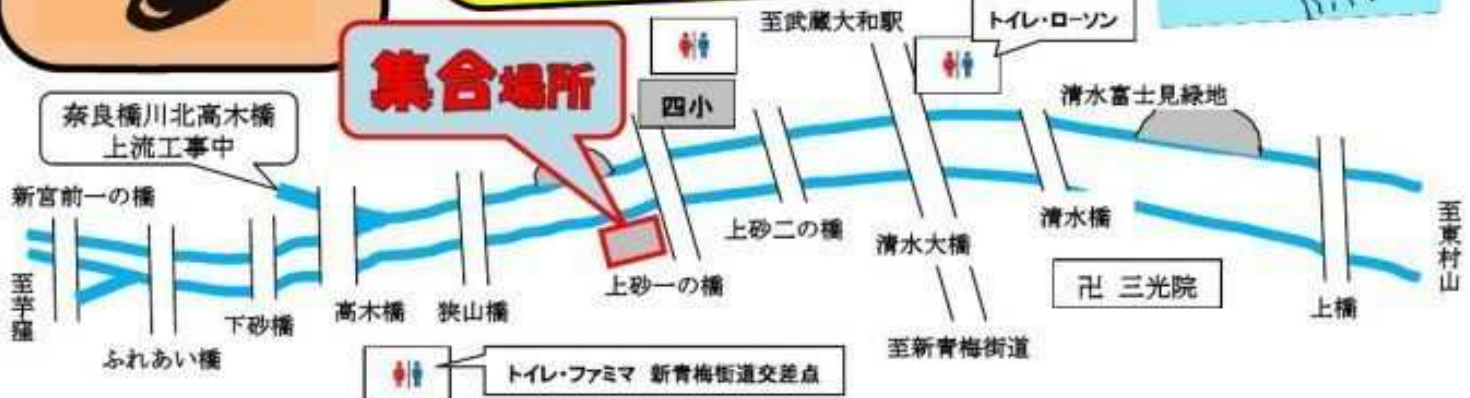 至武蔵大和駅
トイレ・ローソン
集合場所
四小
清水富士見緑地
奈良橋川北高木橋
上流工事中
新宮前一の橋
至芋窪
ふれあい橋
下砂橋
高木橋
狭山橋
上砂一の橋
上砂二の橋
清水大橋
清水橋
卍 三光院
上橋
至東村山
至新青梅街道
トイレ・ファミマ 新青梅街道交差点